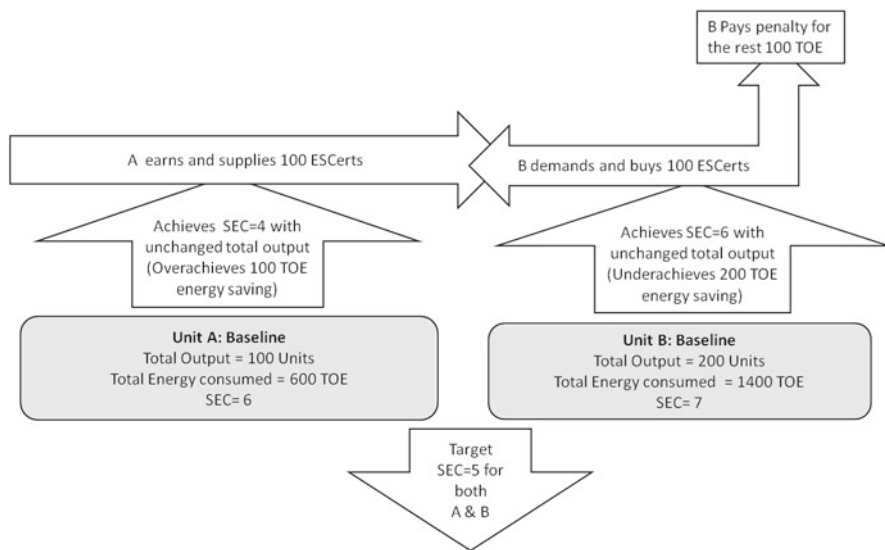 B Pays penalty for
the rest 100 TOE
A earns and supplies 100 ESCerts
B demands and buys 100 ESCerts
Achieves SEC=4 with
unchanged total output
(Overachieves 100 TOE
energy saving)
Achieves SEC=6 with
unchanged total output
(Underachieves 200 TOE
energy saving)
Unit A: Baseline
Total Output = 100 Units
Total Energy consumed = 600 TOE
SEC= 6
Unit B: Baseline
Total Output = 200 Units
Total Energy consumed = 1400 TOE
SEC= 7
Target
SEC=5 for
both
A & B